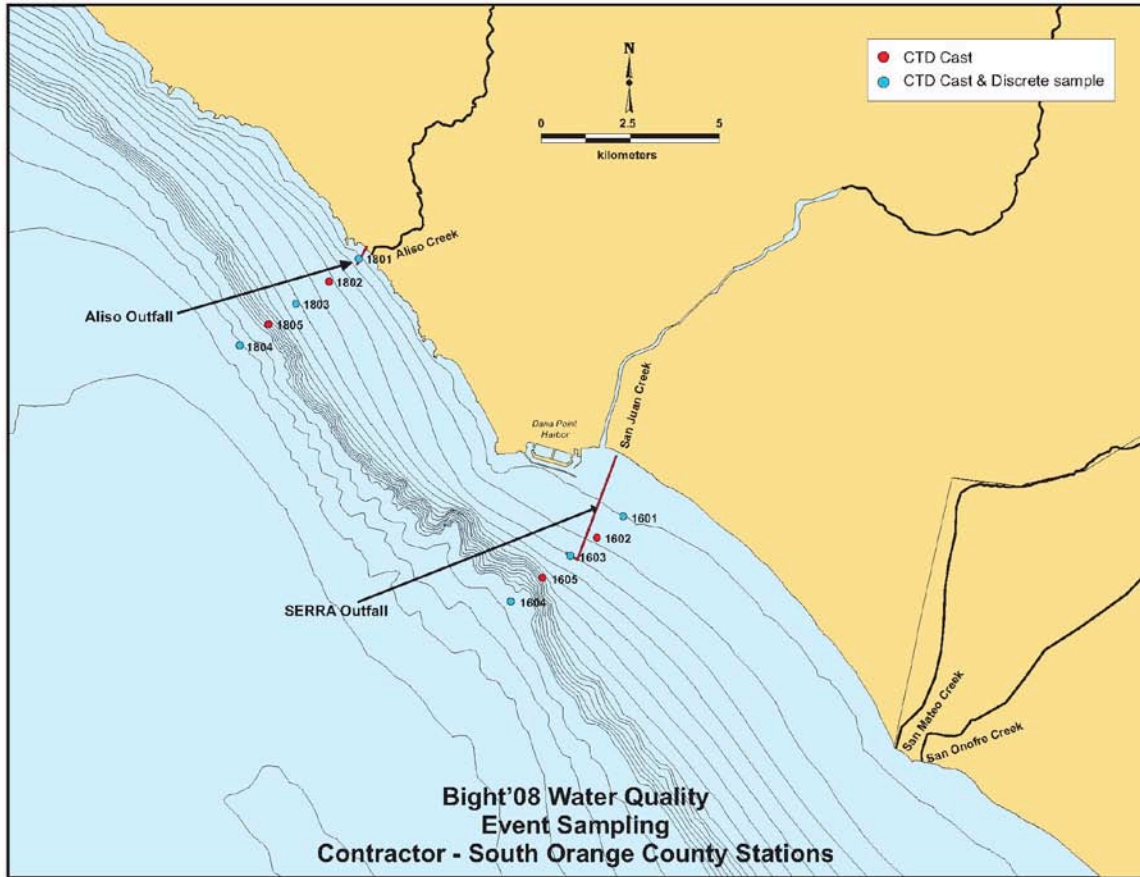 CTD Cast
CTD Cast & Discrete sample
N
0 2.5 5
kilometers
Aliso Creek
1801
1802
1803
Aliso Outfall
1805
1804
San Juan Creek
Dana Point
Harbor
1601
1602
1603
1605
1604
SERRA Outfall
San Mateo Creek
San Onofre Creek
Bight'08 Water Quality
Event Sampling
Contractor - South Orange County Stations